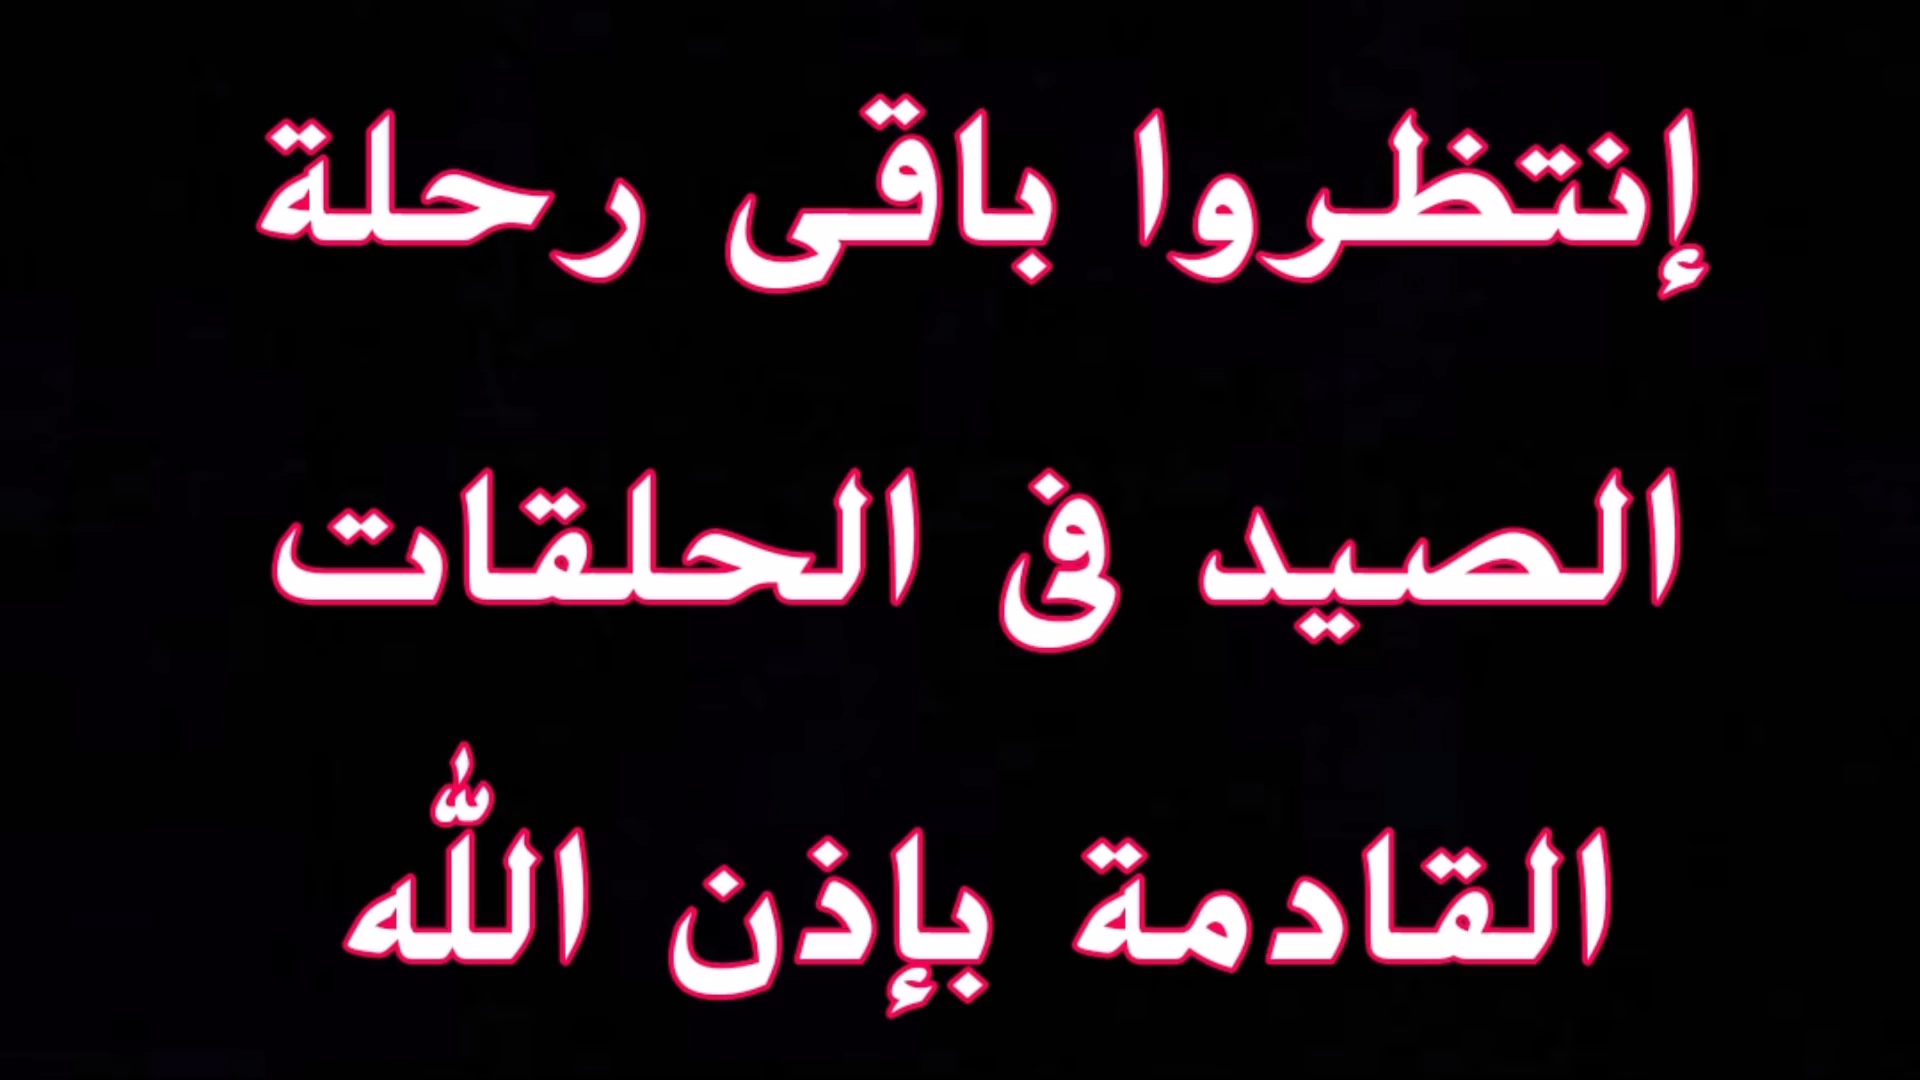 إنتظروا باقى رحلة
الصيد فى الحلقات
القادمة بإذن الله